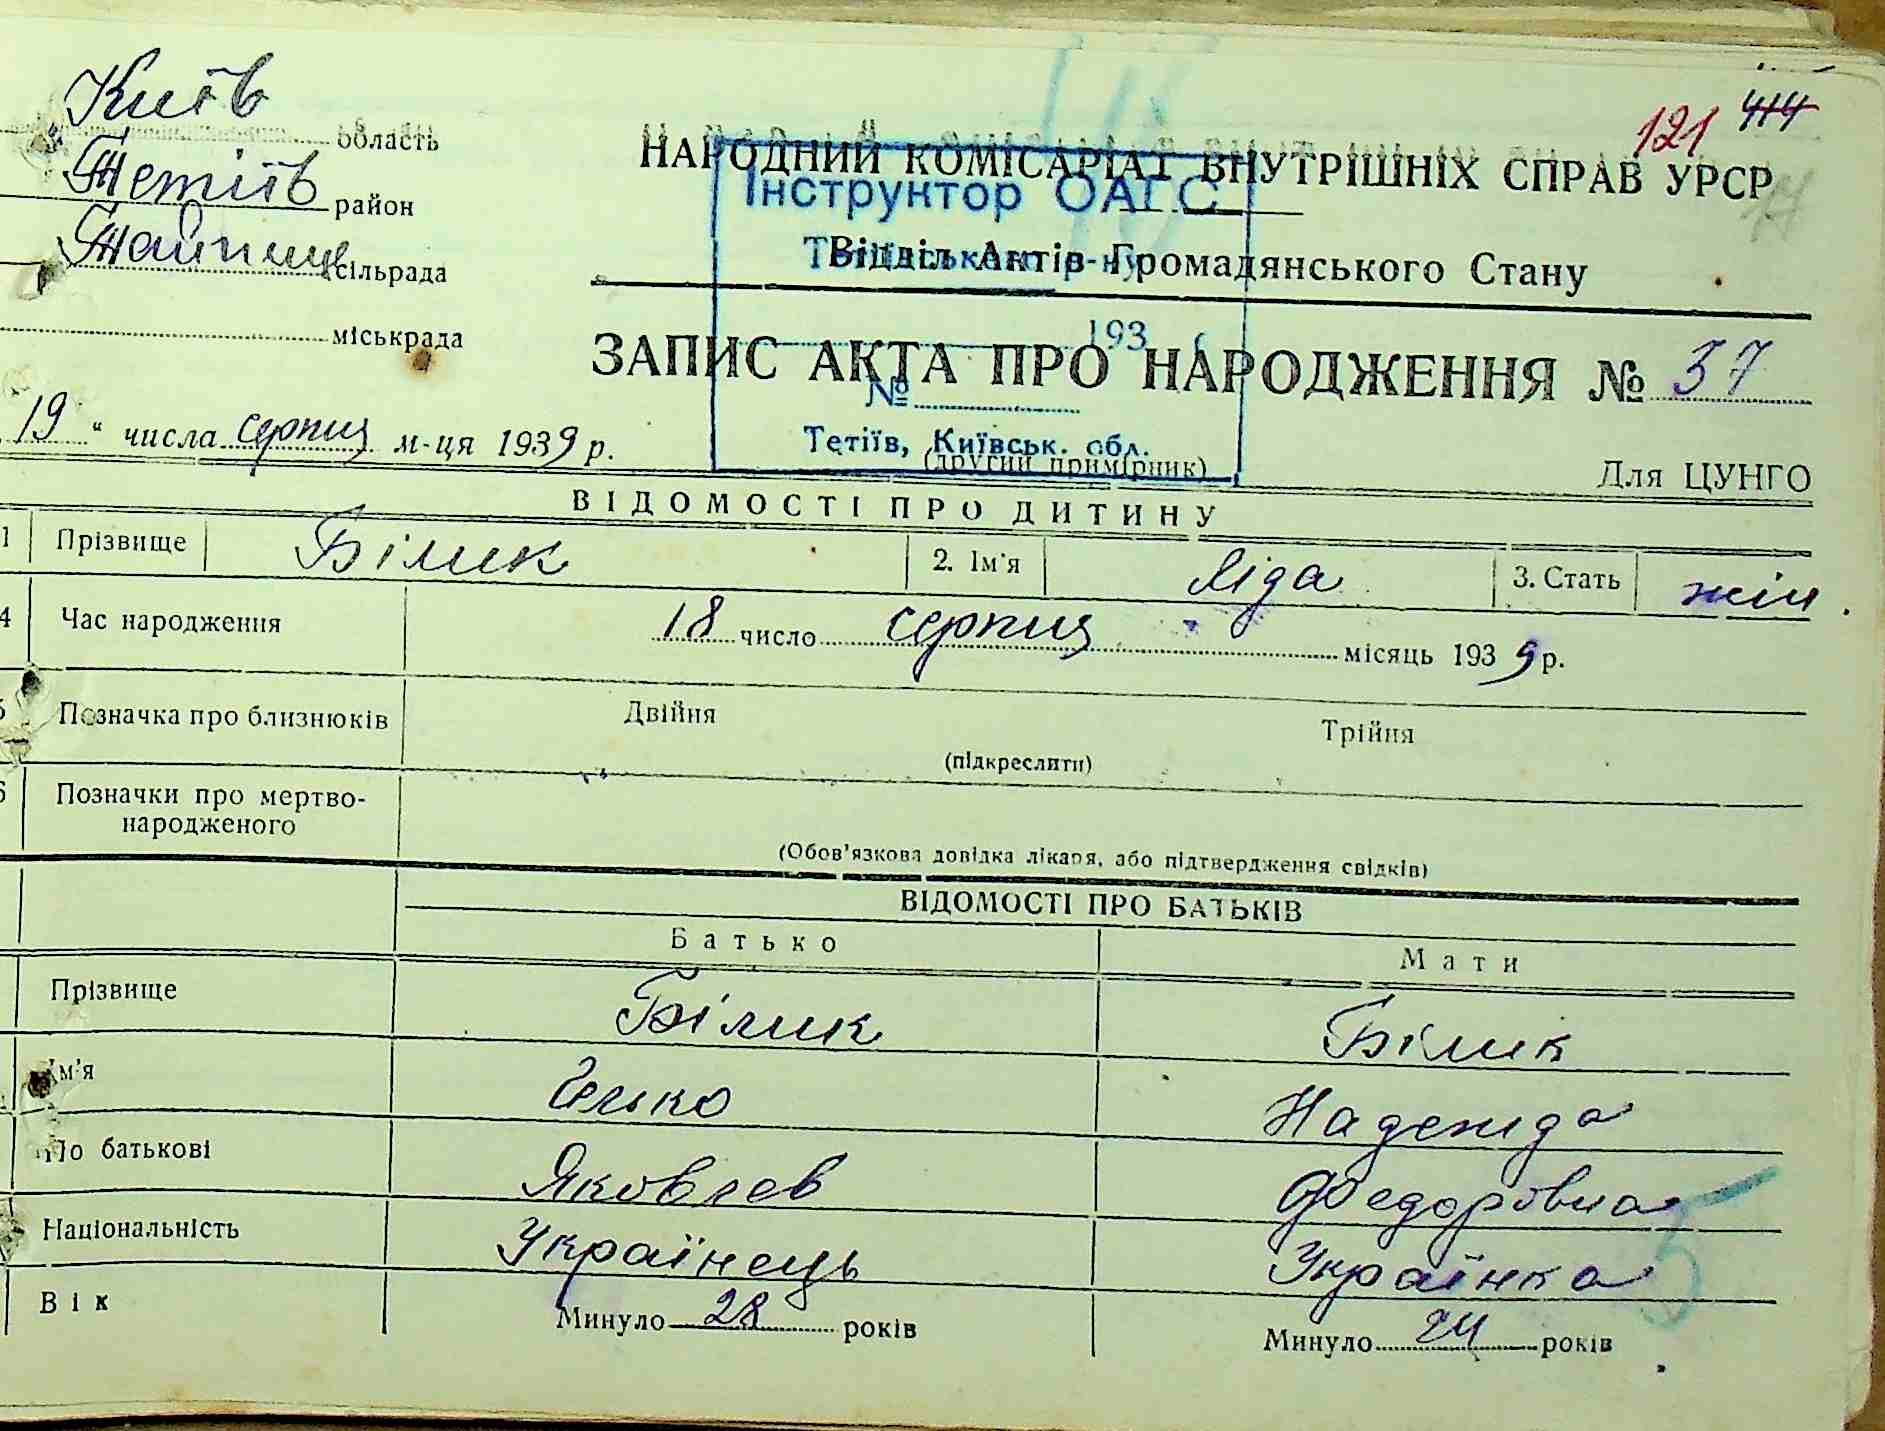 121 414
Київ область
Тетіїв район
Тайниця сільрада
міськрада
НАРОДНИЙ КОМІСАРІАТ ВНУТРІШНІХ СПРАВ УРСР
Інструктор ОАГС
Відділ Актів Громадянського Стану
Тетіївського р-ну
193
ЗАПИС АКТА ПРО НАРОДЖЕННЯ № 37
№
19 " числа серпня м-ця 1939 р.
Тетіїв, Київськ. обл.
(другий примірник)
Для ЦУНГО
ВІДОМОСТІ ПРО ДИТИНУ
1 Прізвище Білик 2. Ім'я Ліда 3. Стать жін.
4 Час народження 18 число серпня місяць 1939 р.
5 Позначка про близнюків Двійня Трійня
(підкреслити)
6 Позначки про мертво-
народженого
(Обов'язкова довідка лікаря, або підтвердження свідків)
ВІДОМОСТІ ПРО БАТЬКІВ
Батько Мати
Прізвище Білик Білик
Ім'я Ілько Надежда
По батькові Яковлев Федоровна
Національність Українець Українка
Вік Минуло 28 років Минуло 24 років